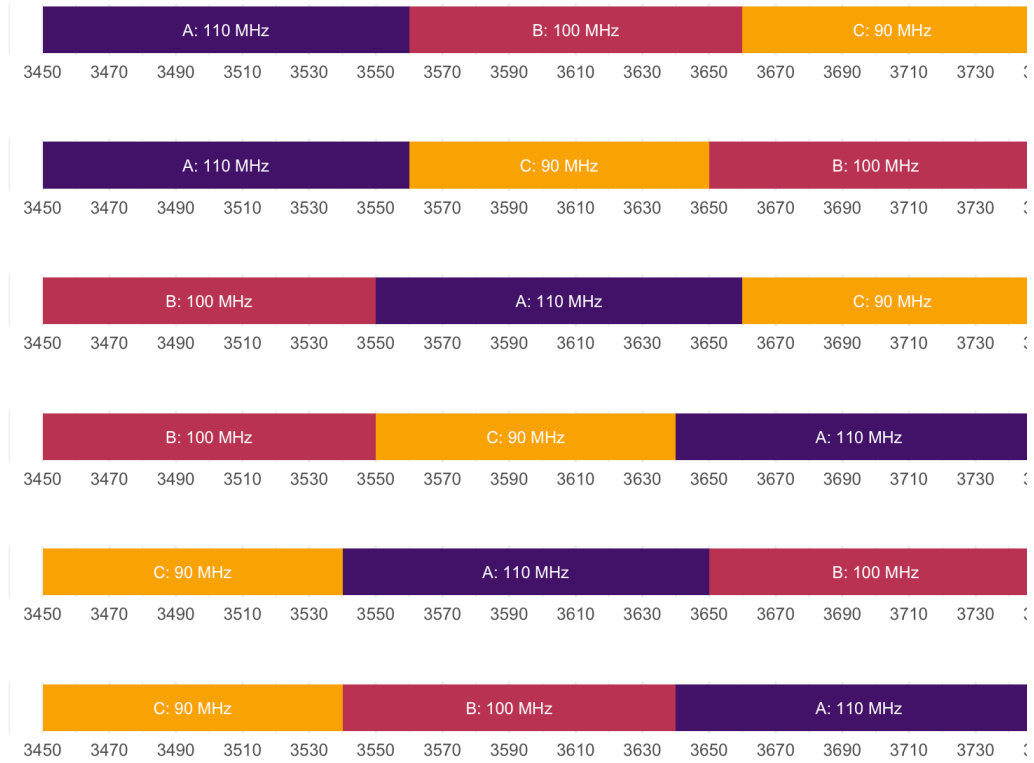 A: 110 MHz B: 100 MHz C: 90 MHz
3450 3470 3490 3510 3530 3550 3570 3590 3610 3630 3650 3670 3690 3710 3730
A: 110 MHz C: 90 MHz B: 100 MHz
3450 3470 3490 3510 3530 3550 3570 3590 3610 3630 3650 3670 3690 3710 3730
B: 100 MHz A: 110 MHz C: 90 MHz
3450 3470 3490 3510 3530 3550 3570 3590 3610 3630 3650 3670 3690 3710 3730
B: 100 MHz C: 90 MHz A: 110 MHz
3450 3470 3490 3510 3530 3550 3570 3590 3610 3630 3650 3670 3690 3710 3730
C: 90 MHz A: 110 MHz B: 100 MHz
3450 3470 3490 3510 3530 3550 3570 3590 3610 3630 3650 3670 3690 3710 3730
C: 90 MHz B: 100 MHz A: 110 MHz
3450 3470 3490 3510 3530 3550 3570 3590 3610 3630 3650 3670 3690 3710 3730